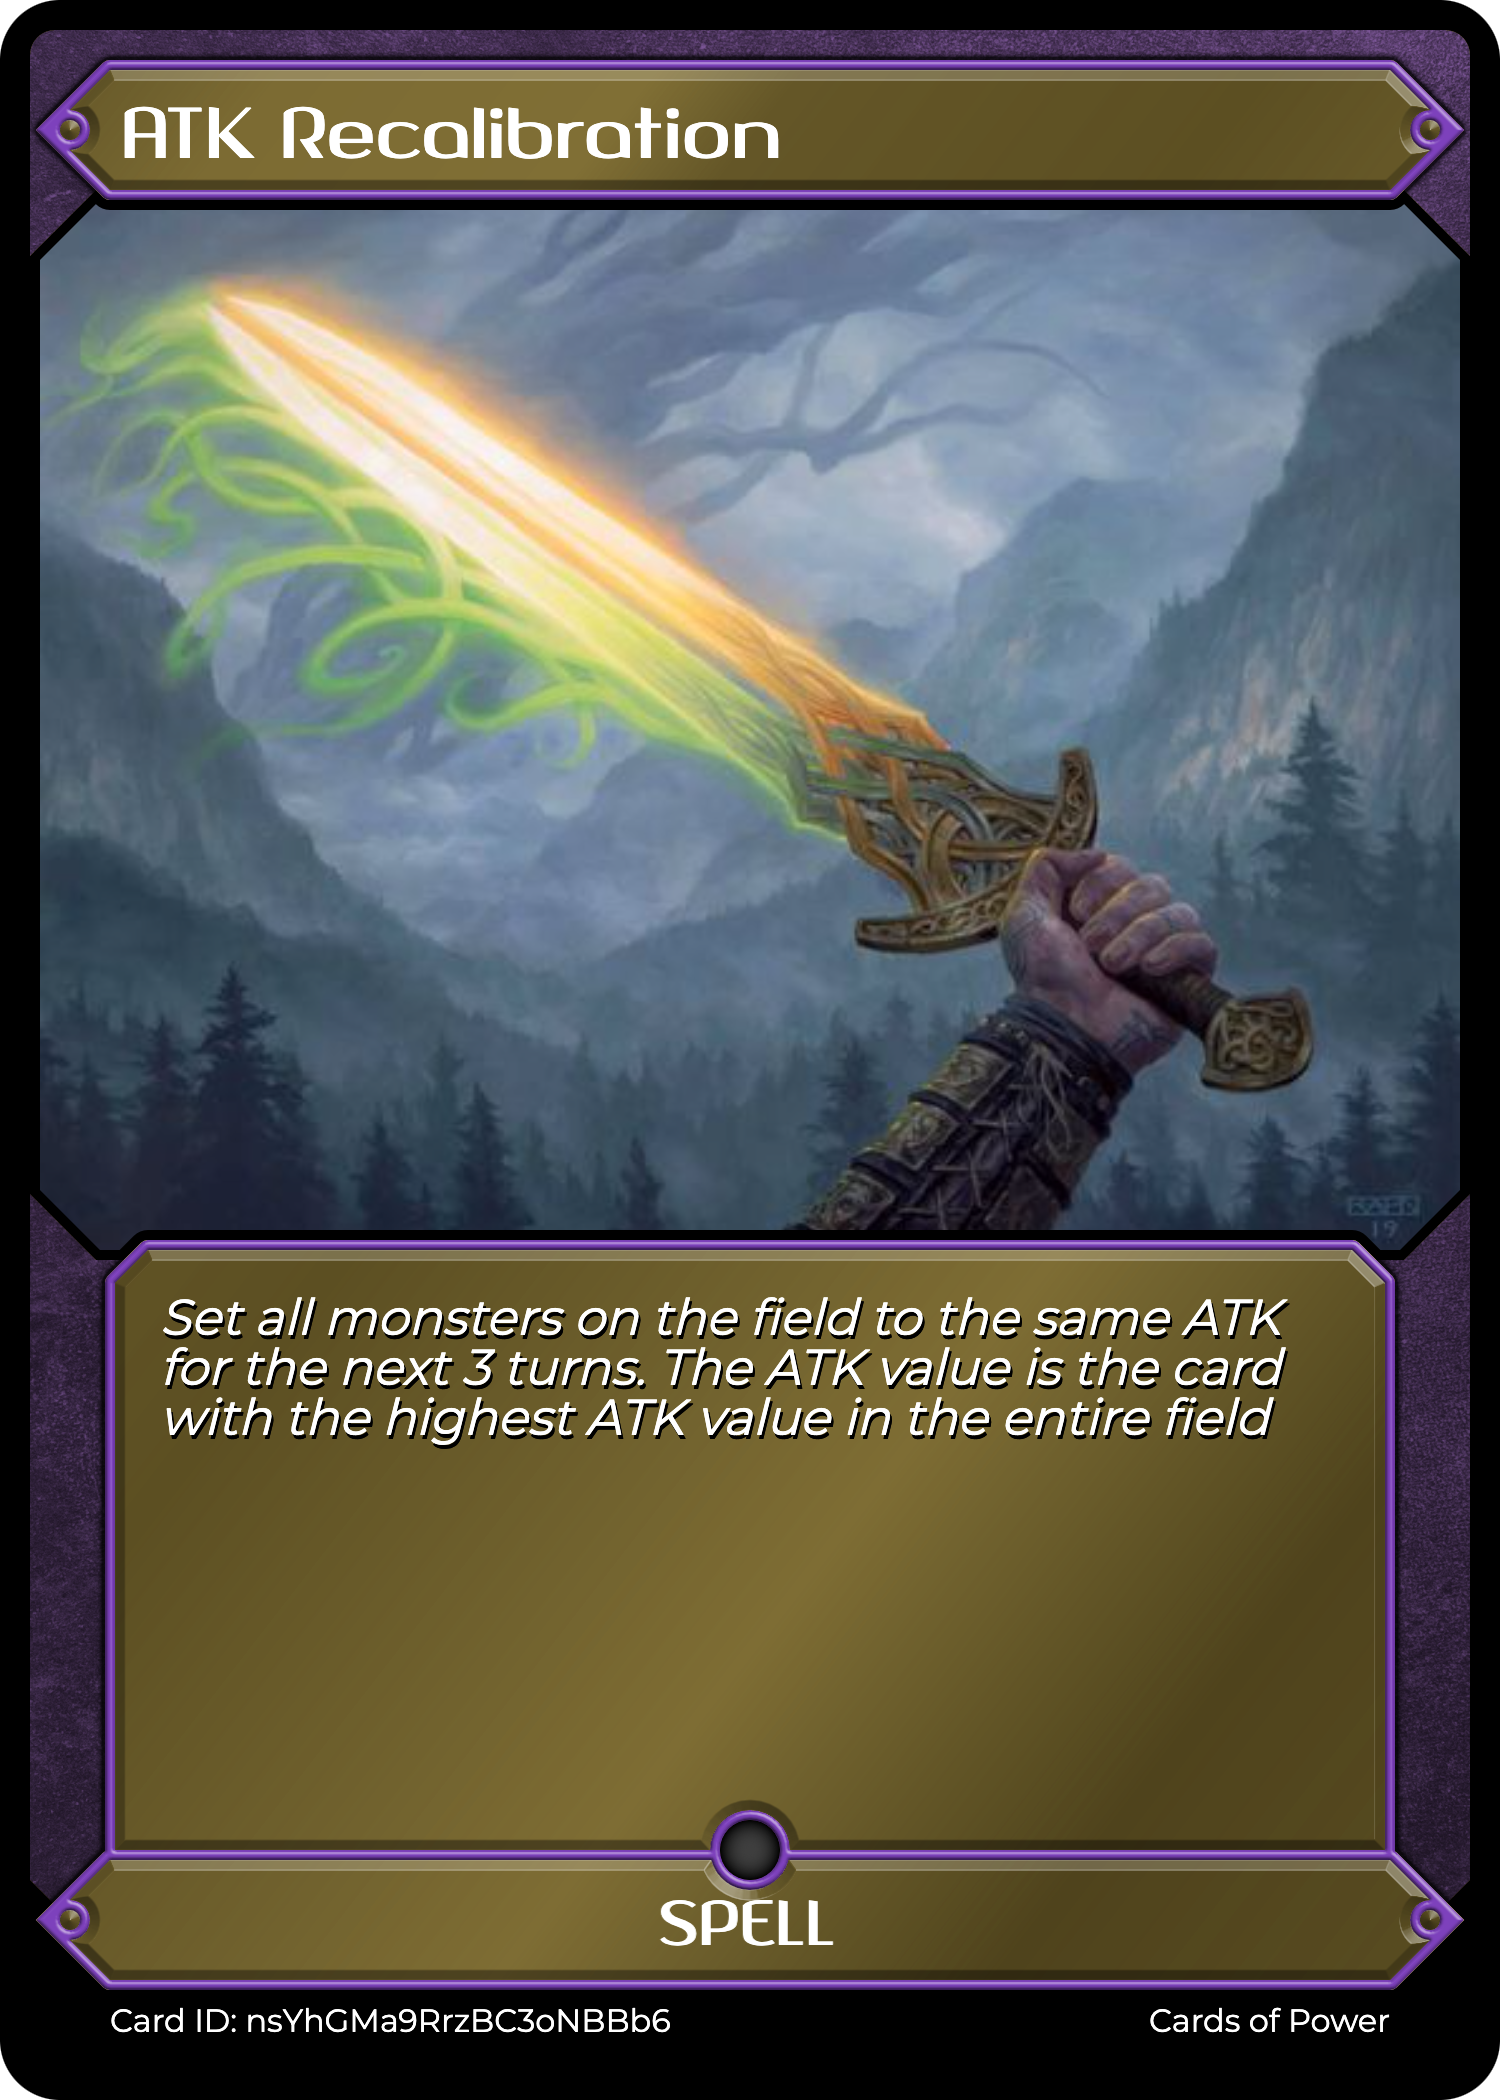 ATK Recalibration
19
Set all monsters on the field to the same ATK
for the next 3 turns. The ATK value is the card
with the highest ATK value in the entire field
SPELL
Card ID: nsYhGMa9RrzBC3oNBBb6
Cards of Power